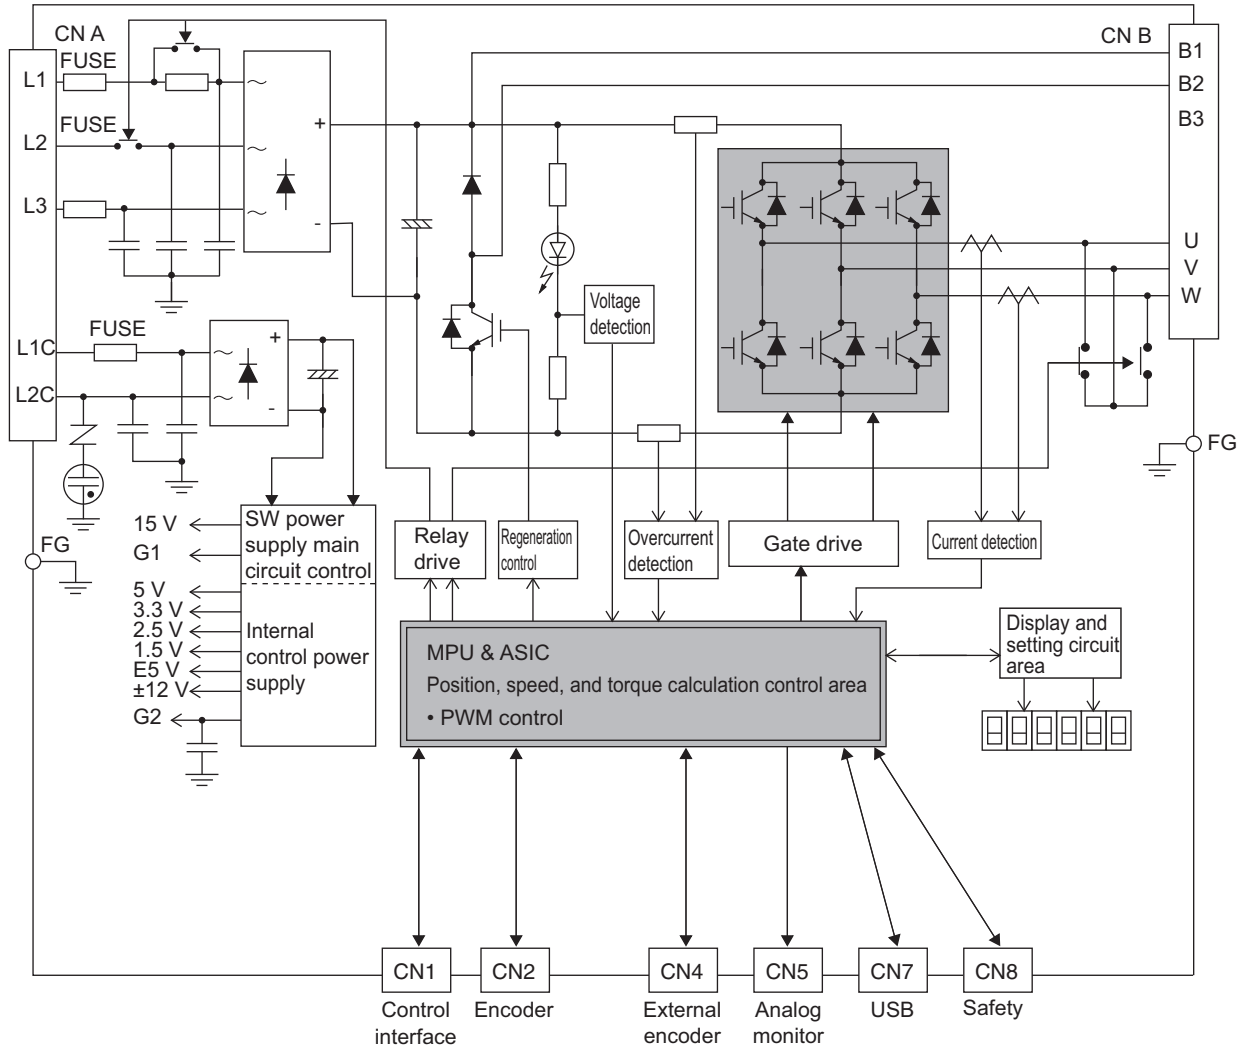 CN A
FUSE
L1
FUSE
L2
L3
+
-
FUSE
L1C
L2C
+
-
CN B
B1
B2
B3
U
V
W
FG
FG
Voltage
detection
SW power
supply main
circuit control
Internal
control power
supply
15 V
G1
5 V
3.3 V
2.5 V
1.5 V
E5 V
±12 V
G2
Relay
drive
Regeneration
control
Overcurrent
detection
Gate drive
Current detection
MPU & ASIC
Position, speed, and torque calculation control area
• PWM control
Display and
setting circuit
area
CN1
Control
interface
CN2
Encoder
CN4
External
encoder
CN5
Analog
monitor
CN7
USB
CN8
Safety